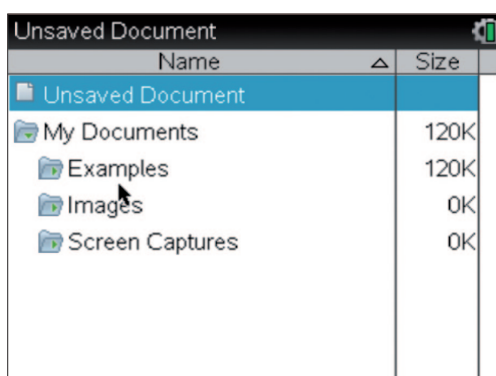 Unsaved Document
Name Size
Unsaved Document
My Documents 120K
Examples 120K
Images 0K
Screen Captures 0K